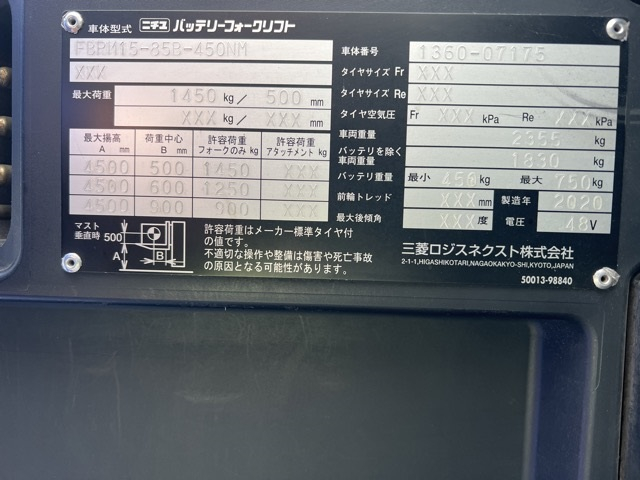 車体型式 ニチユ バッテリーフォークリフト
FBRM15-85B-450NM
XXX
最大荷重 1450 kg/ 500 mm
XXX kg/ XXX mm
最大揚高 A mm 荷重中心 B mm 許容荷重 フォークのみ kg 許容荷重 アタッチメント kg
4500 500 1450 XXX
4500 600 1250 XXX
4500 900 900 XXX
マスト垂直時 500 A B
許容荷重はメーカー標準タイヤ付
の値です。
不適切な操作や整備は傷害や死亡事故
の原因となる可能性があります。
車体番号 1360-07175
タイヤサイズ Fr XXX
タイヤサイズ Re XXX
タイヤ空気圧 Fr XXX kPa Re XXX kPa
車両重量 2355 kg
バッテリを除く車両重量 1830 kg
バッテリ重量 最小 kg 最大 750 kg
前輪トレッド XXX mm 製造年 2020
最大後傾角 XXX 度 電圧 48 V
三菱ロジスネクスト株式会社
2-1-1,HIGASHIKOTARI,NAGAOKAKYO-SHI,KYOTO,JAPAN
50013-98840